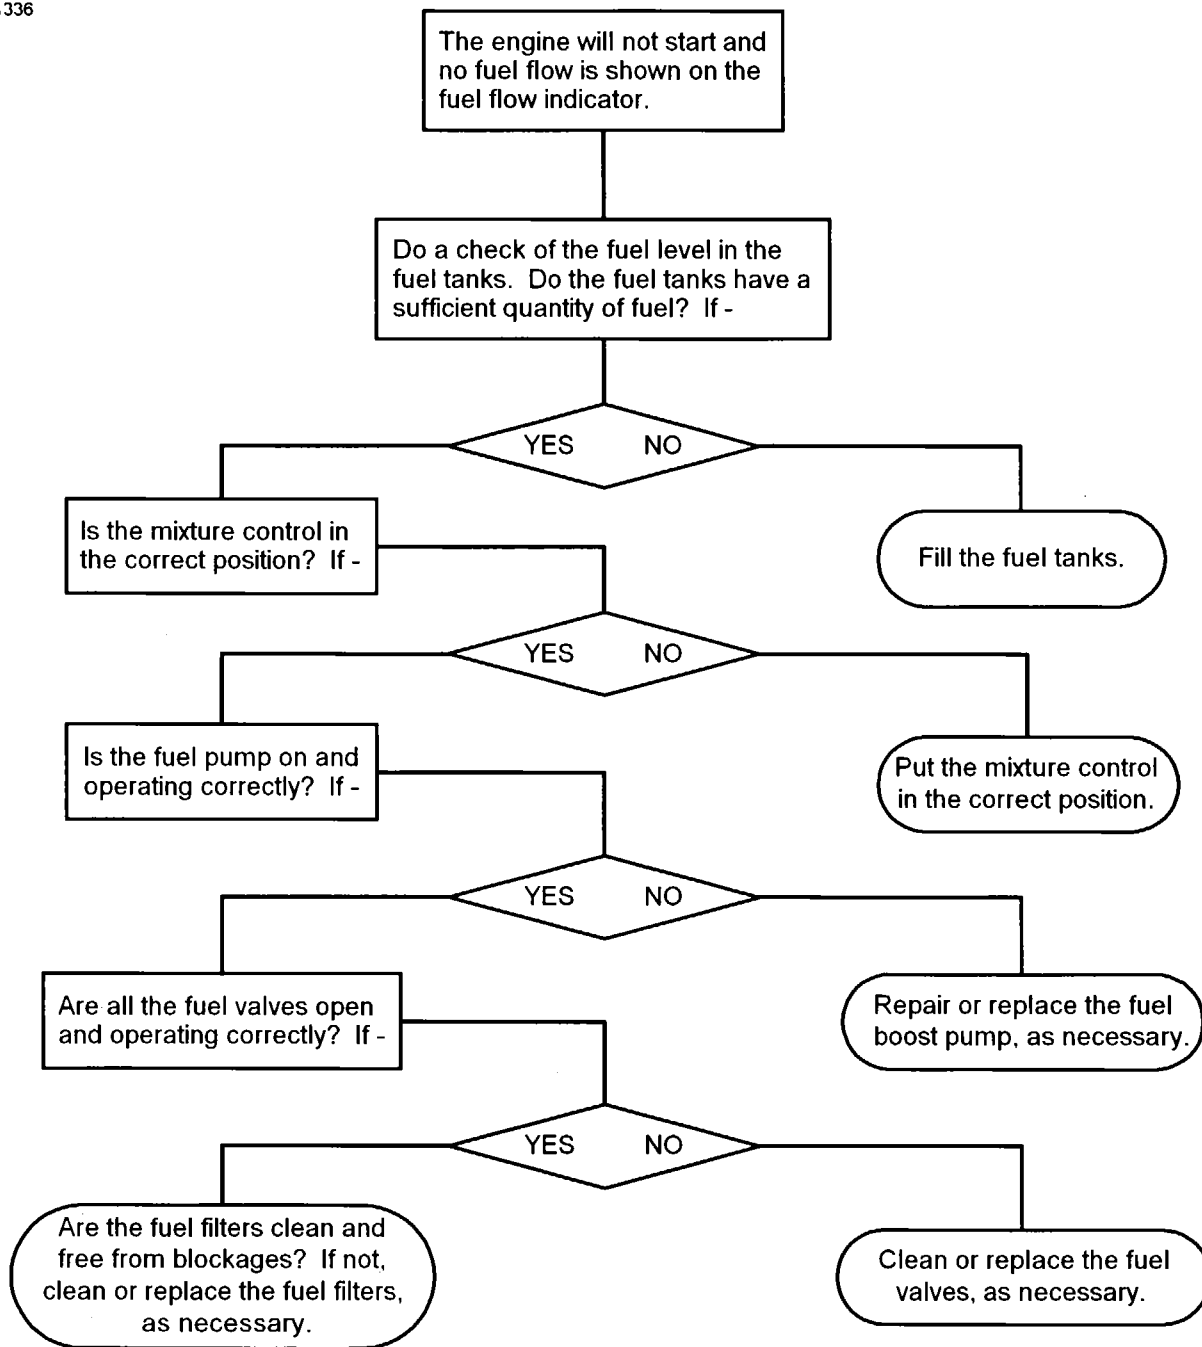 336
The engine will not start and
no fuel flow is shown on the
fuel flow indicator.
Do a check of the fuel level in the
fuel tanks. Do the fuel tanks have a
sufficient quantity of fuel? If -
YES NO
Is the mixture control in
the correct position? If -
Fill the fuel tanks.
YES NO
Is the fuel pump on and
operating correctly? If -
Put the mixture control
in the correct position.
YES NO
Are all the fuel valves open
and operating correctly? If -
Repair or replace the fuel
boost pump, as necessary.
YES NO
Are the fuel filters clean and
free from blockages? If not,
clean or replace the fuel filters,
as necessary.
Clean or replace the fuel
valves, as necessary.